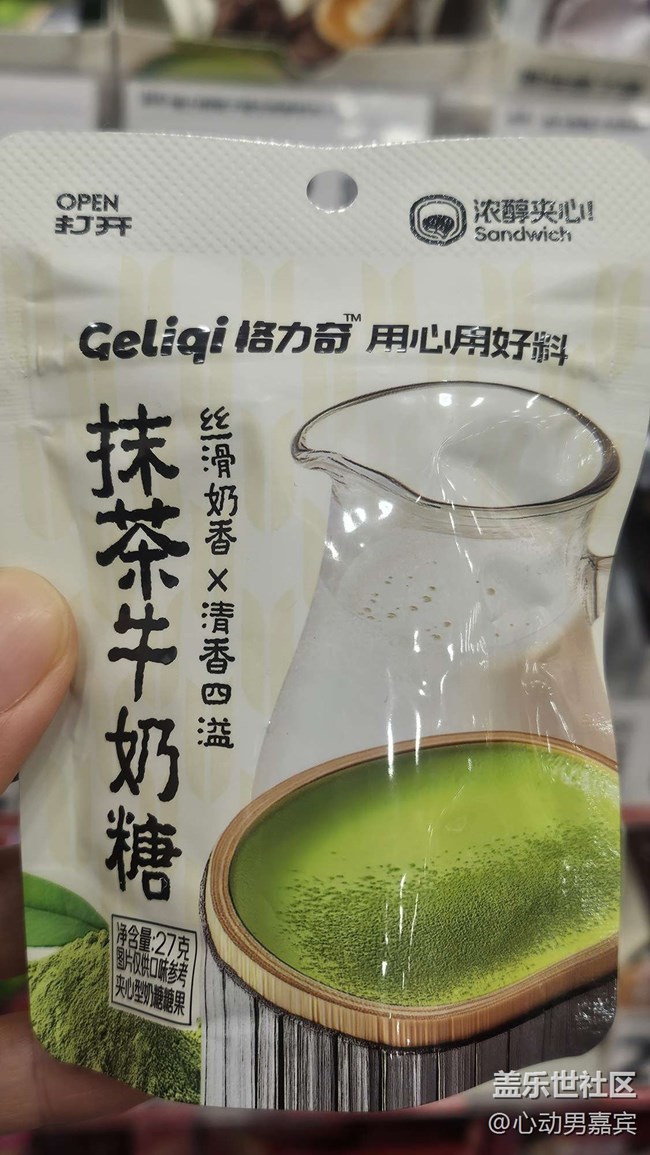 OPEN
打开
浓醇夹心!
Sandwich
Geliqi 格力奇™ 用心用好料
抹茶牛奶糖
丝滑奶香×清香四溢
净含量:27克
图片仅供口味参考
夹心型奶糖糖果
盖乐世社区
@心动男嘉宾